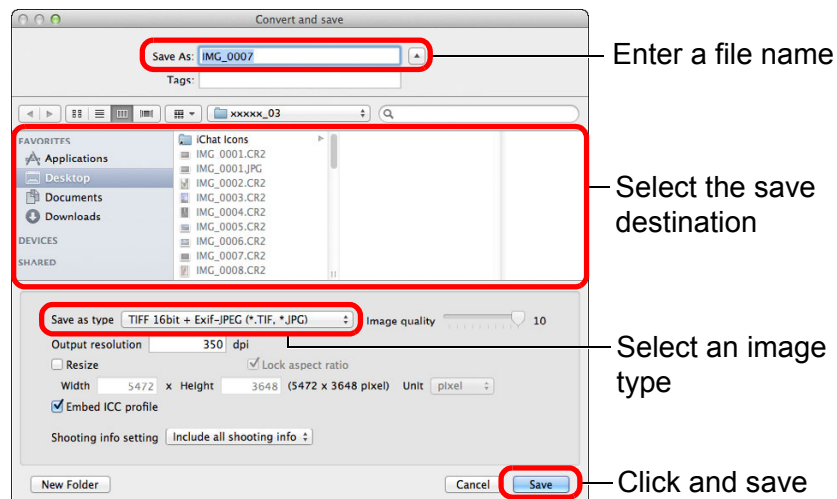 Convert and save
Save As: IMG_0007
Enter a file name
Tags:
xxxxx_03
FAVORITES
Applications
Desktop
Documents
Downloads
DEVICES
SHARED
iChat Icons
IMG_0001.CR2
IMG_0001.JPG
IMG_0002.CR2
IMG_0003.CR2
IMG_0004.CR2
IMG_0005.CR2
IMG_0006.CR2
IMG_0007.CR2
IMG_0008.CR2
Select the save
destination
Save as type TIFF 16bit + Exif-JPEG (*.TIF, *.JPG) Image quality 10
Output resolution 350 dpi
Resize Lock aspect ratio
Width 5472 x Height 3648 (5472 x 3648 pixel) Unit pixel
Embed ICC profile
Shooting info setting Include all shooting info
Select an image
type
New Folder Cancel Save
Click and save